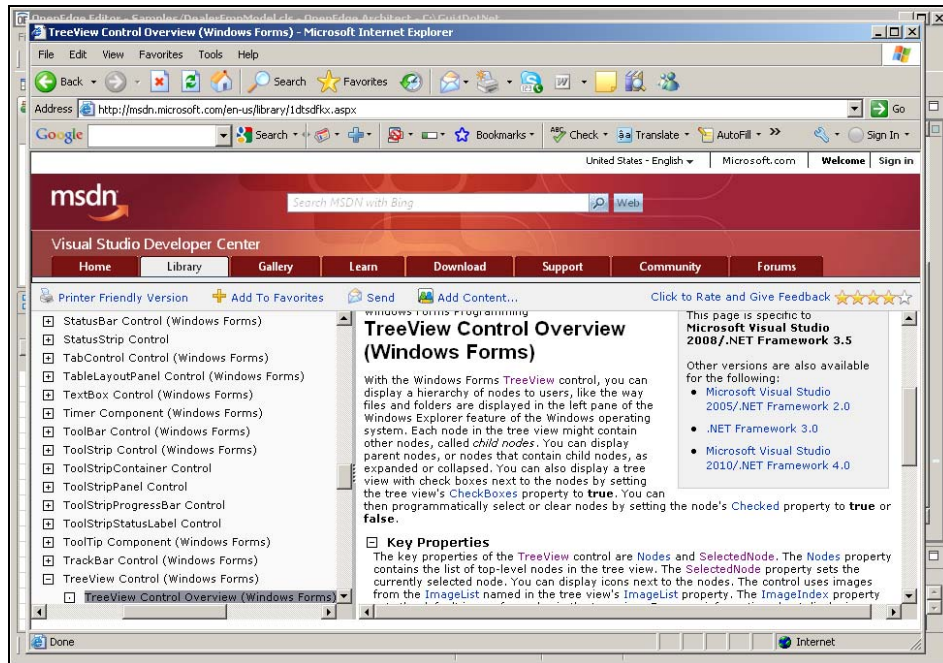 OpenEdge Editor - Samples/DealerEmpModel.cls - OpenEdge Architect - C:\Gui4DotNet
TreeView Control Overview (Windows Forms) - Microsoft Internet Explorer
File Edit View Favorites Tools Help
Back Search Favorites
Address http://msdn.microsoft.com/en-us/library/1dtsdfkx.aspx Go
Google Search Bookmarks Check Translate AutoFill Sign In
United States - English Microsoft.com Welcome Sign in
msdn
Search MSDN with Bing Web
Visual Studio Developer Center
Home Library Gallery Learn Download Support Community Forums
Printer Friendly Version Add To Favorites Send Add Content... Click to Rate and Give Feedback
StatusBar Control (Windows Forms)
StatusStrip Control
TabControl Control (Windows Forms)
TableLayoutPanel Control (Windows Forms)
TextBox Control (Windows Forms)
Timer Component (Windows Forms)
ToolBar Control (Windows Forms)
ToolStrip Control (Windows Forms)
ToolStripContainer Control
ToolStripPanel Control
ToolStripProgressBar Control
ToolStripStatusLabel Control
ToolTip Component (Windows Forms)
TrackBar Control (Windows Forms)
TreeView Control (Windows Forms)
TreeView Control Overview (Windows Forms)
Windows Forms Programming
TreeView Control Overview
(Windows Forms)
With the Windows Forms TreeView control, you can
display a hierarchy of nodes to users, like the way
files and folders are displayed in the left pane of the
Windows Explorer feature of the Windows operating
system. Each node in the tree view might contain
other nodes, called child nodes. You can display
parent nodes, or nodes that contain child nodes, as
expanded or collapsed. You can also display a tree
view with check boxes next to the nodes by setting
the tree view's CheckBoxes property to true. You can
then programmatically select or clear nodes by setting the node's Checked property to true or
false.
This page is specific to
Microsoft Visual Studio
2008/.NET Framework 3.5
Other versions are also available
for the following:
Microsoft Visual Studio
2005/.NET Framework 2.0
.NET Framework 3.0
Microsoft Visual Studio
2010/.NET Framework 4.0
Key Properties
The key properties of the TreeView control are Nodes and SelectedNode. The Nodes property
contains the list of top-level nodes in the tree view. The SelectedNode property sets the
currently selected node. You can display icons next to the nodes. The control uses images
from the ImageList named in the tree view's ImageList property. The ImageIndex property
Done Internet